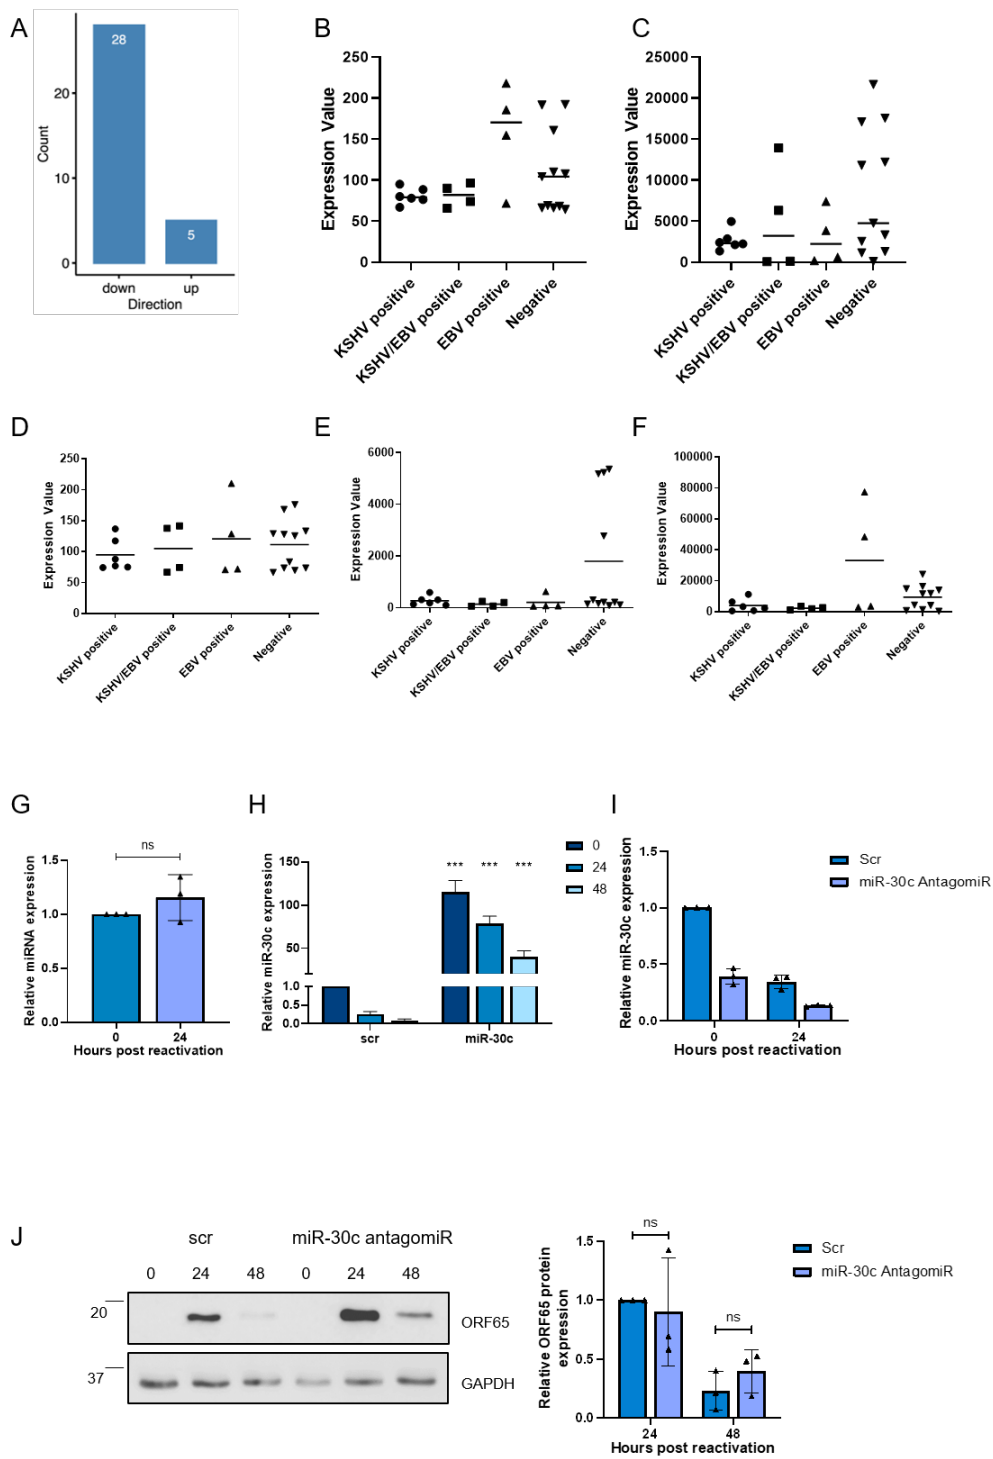 A
28
5
20
10
0
Count
down
up
Direction
B
250
200
150
100
50
0
Expression Value
KSHV positive
KSHV/EBV positive
EBV positive
Negative
C
25000
20000
15000
10000
5000
0
Expression Value
KSHV positive
KSHV/EBV positive
EBV positive
Negative
D
250
200
150
100
50
0
Expression Value
KSHV positive
KSHV/EBV positive
EBV positive
Negative
E
6000
4000
2000
0
Expression Value
KSHV positive
KSHV/EBV positive
EBV positive
Negative
F
100000
80000
60000
40000
20000
0
Expression Value
KSHV positive
KSHV/EBV positive
EBV positive
Negative
G
ns
1.5
1.0
0.5
0.0
Relative miRNA expression
0
24
Hours post reactivation
H
150
100
50
1.0
0.5
0.0
Relative miR-30c expression
*** *** ***
scr
miR-30c
0
24
48
I
1.5
1.0
0.5
0.0
Relative miR-30c expression
0
24
Hours post reactivation
Scr
miR-30c AntagomiR
J
scr
miR-30c antagomiR
0 24 48 0 24 48
20
ORF65
37
GAPDH
ns
ns
1.5
1.0
0.5
0.0
Relative ORF65 protein
expression
24
48
Hours post reactivation
Scr
miR-30c AntagomiR